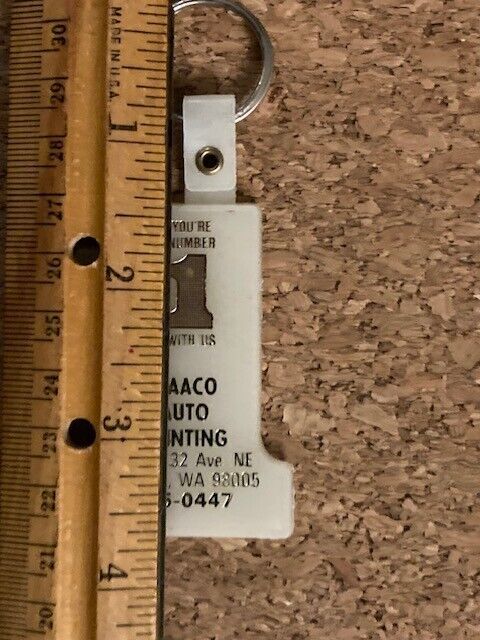 MADE IN U.S.A.
30
29
28
27
26
25
24
23
22
21
20
1
2
3
4
YOU'RE
NUMBER
1
WITH US
AACO
AUTO
INTING
32 Ave NE
, WA 98005
-0447